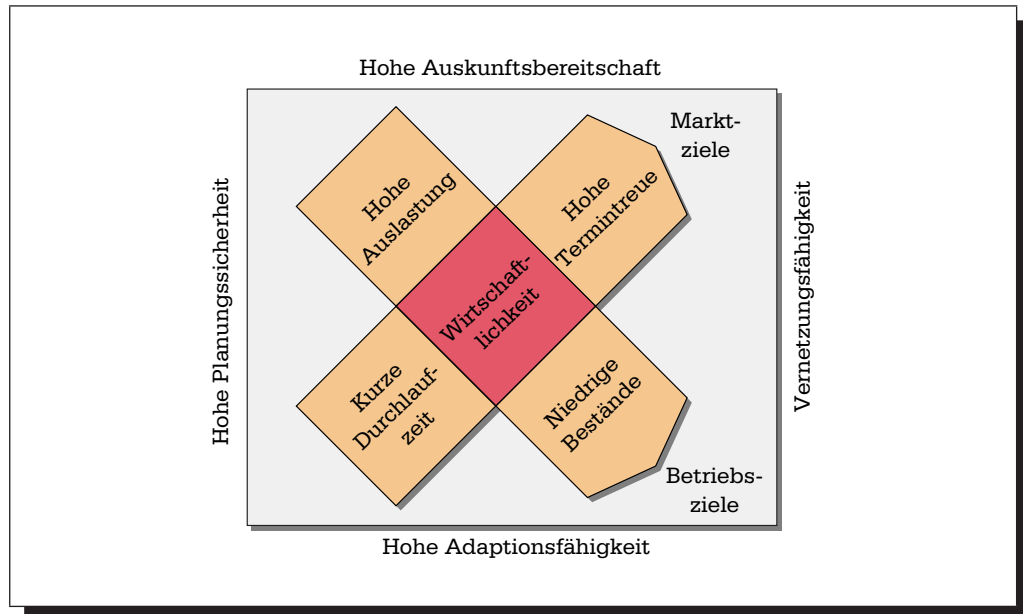 Hohe Auskunftsbereitschaft
Markt-
ziele
Hohe
Auslastung
Hohe
Termintreue
Hohe Planungssicherheit
Wirtschaft-
lichkeit
Vernetzungsfähigkeit
Kurze
Durchlauf-
zeit
Niedrige
Bestände
Betriebs-
ziele
Hohe Adaptionsfähigkeit